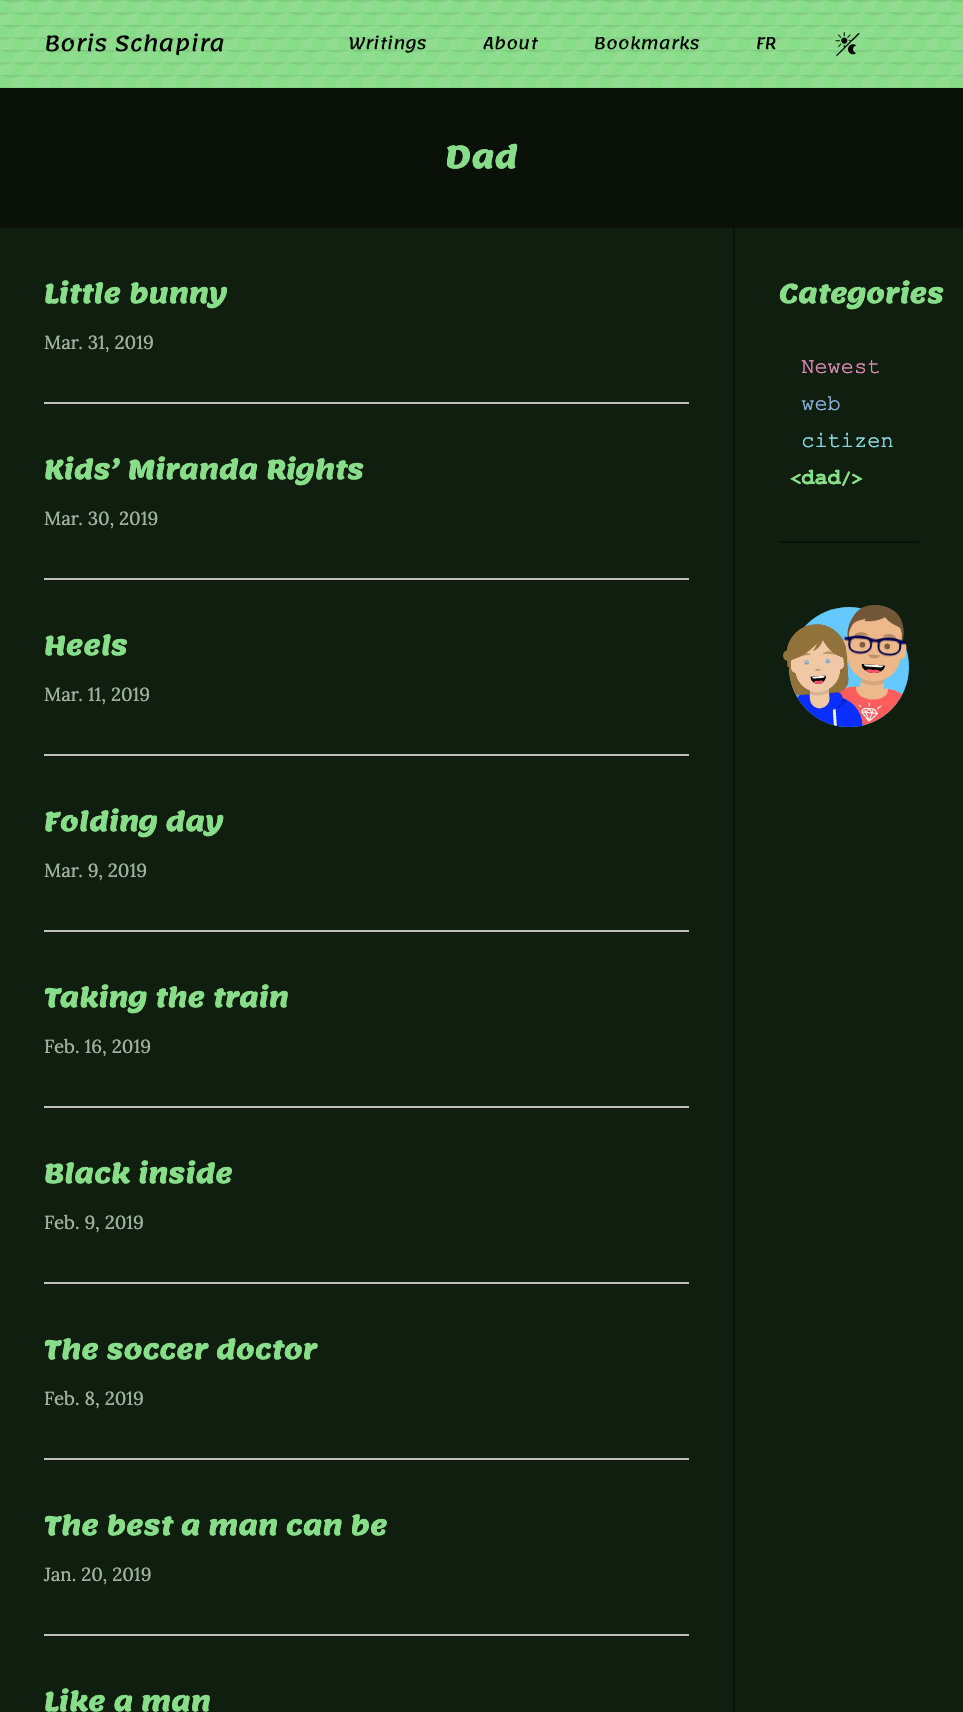 Boris Schapira
Writings
About
Bookmarks
FR
Dad
Little bunny
Mar. 31, 2019
Kids’ Miranda Rights
Mar. 30, 2019
Heels
Mar. 11, 2019
Folding day
Mar. 9, 2019
Taking the train
Feb. 16, 2019
Black inside
Feb. 9, 2019
The soccer doctor
Feb. 8, 2019
The best a man can be
Jan. 20, 2019
Like a man
Categories
Newest
web
citizen
<dad/>